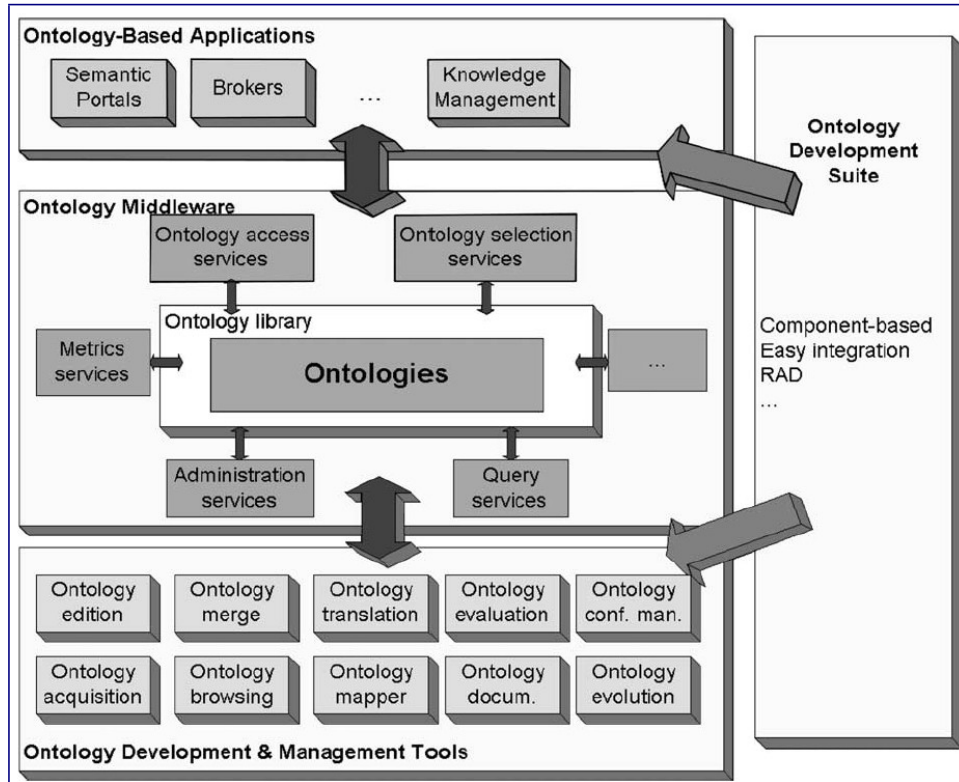 Ontology-Based Applications
Semantic
Portals
Brokers
...
Knowledge
Management
Ontology
Development
Suite
Component-based
Easy integration
RAD
...
Ontology Middleware
Ontology access
services
Ontology selection
services
Ontology library
Metrics
services
Ontologies
...
Administration
services
Query
services
Ontology
edition
Ontology
merge
Ontology
translation
Ontology
evaluation
Ontology
conf. man.
Ontology
acquisition
Ontology
browsing
Ontology
mapper
Ontology
docum.
Ontology
evolution
Ontology Development & Management Tools